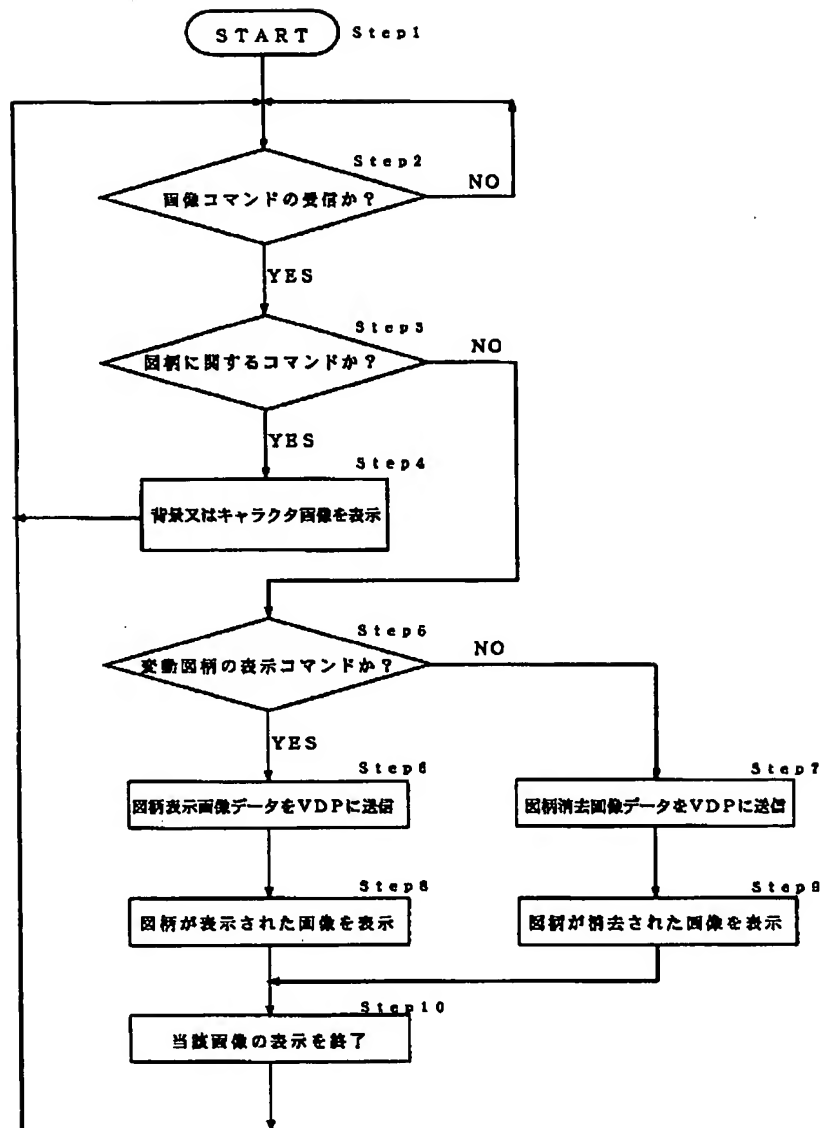 START Step1
Step2
画像コマンドの受信か?
NO
YES
Step3
図柄に関するコマンドか?
NO
YES
Step4
背景又はキャラクタ画像を表示
Step5
変動図柄の表示コマンドか?
NO
YES
Step6
図柄表示画像データをVDPに送信
Step7
図柄消去画像データをVDPに送信
Step8
図柄が表示された画像を表示
Step9
図柄が消去された画像を表示
Step10
当該画像の表示を終了